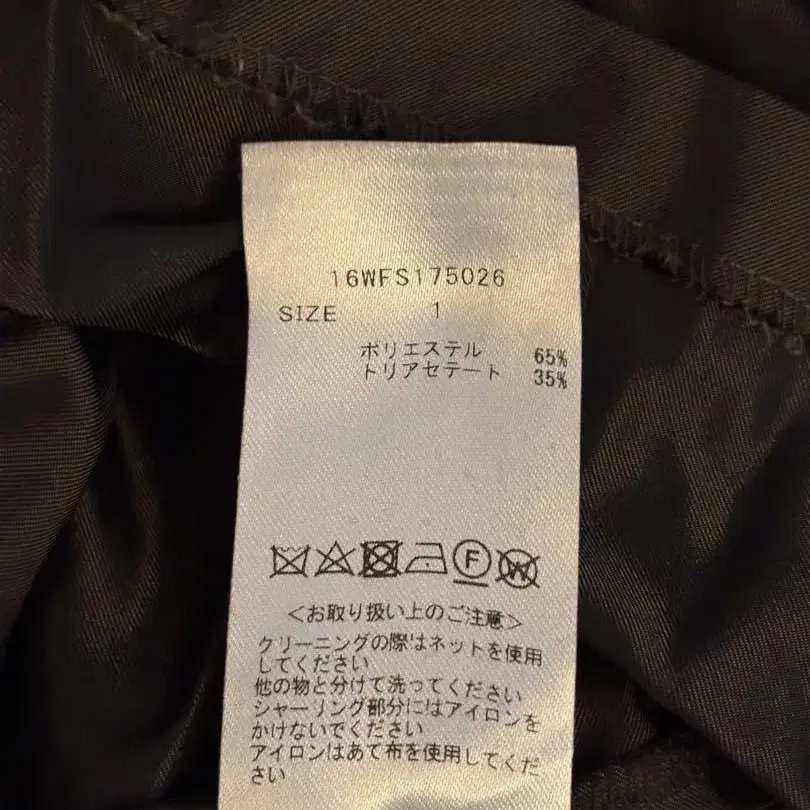 16WFS175026
SIZE 1
ポリエステル 65%
トリアセテート 35%
F W
<お取り扱い上のご注意>
クリーニングの際はネットを使用
してください
他の物と分けて洗ってください
シャーリング部分にはアイロンを
かけないでください
アイロンはあて布を使用してくだ
さい